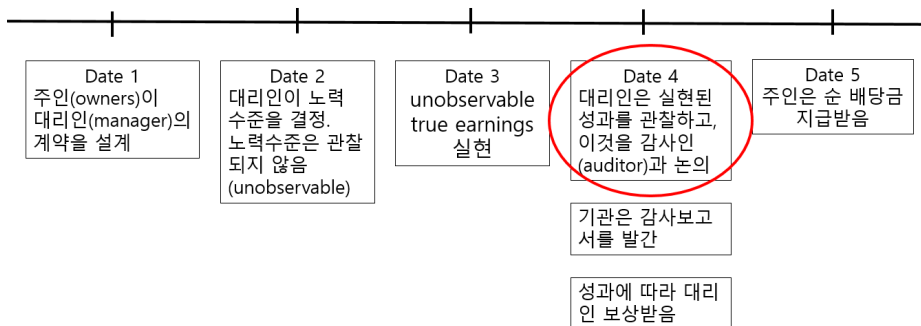 Date 1
주인(owners)이
대리인(manager)의
계약을 설계
Date 2
대리인이 노력
수준을 결정.
노력수준은 관찰
되지 않음
(unobservable)
Date 3
unobservable
true earnings
실현
Date 4
대리인은 실현된
성과를 관찰하고,
이것을 감사인
(auditor)과 논의
기관은 감사보고
서를 발간
성과에 따라 대리
인 보상받음
Date 5
주인은 순 배당금
지급받음